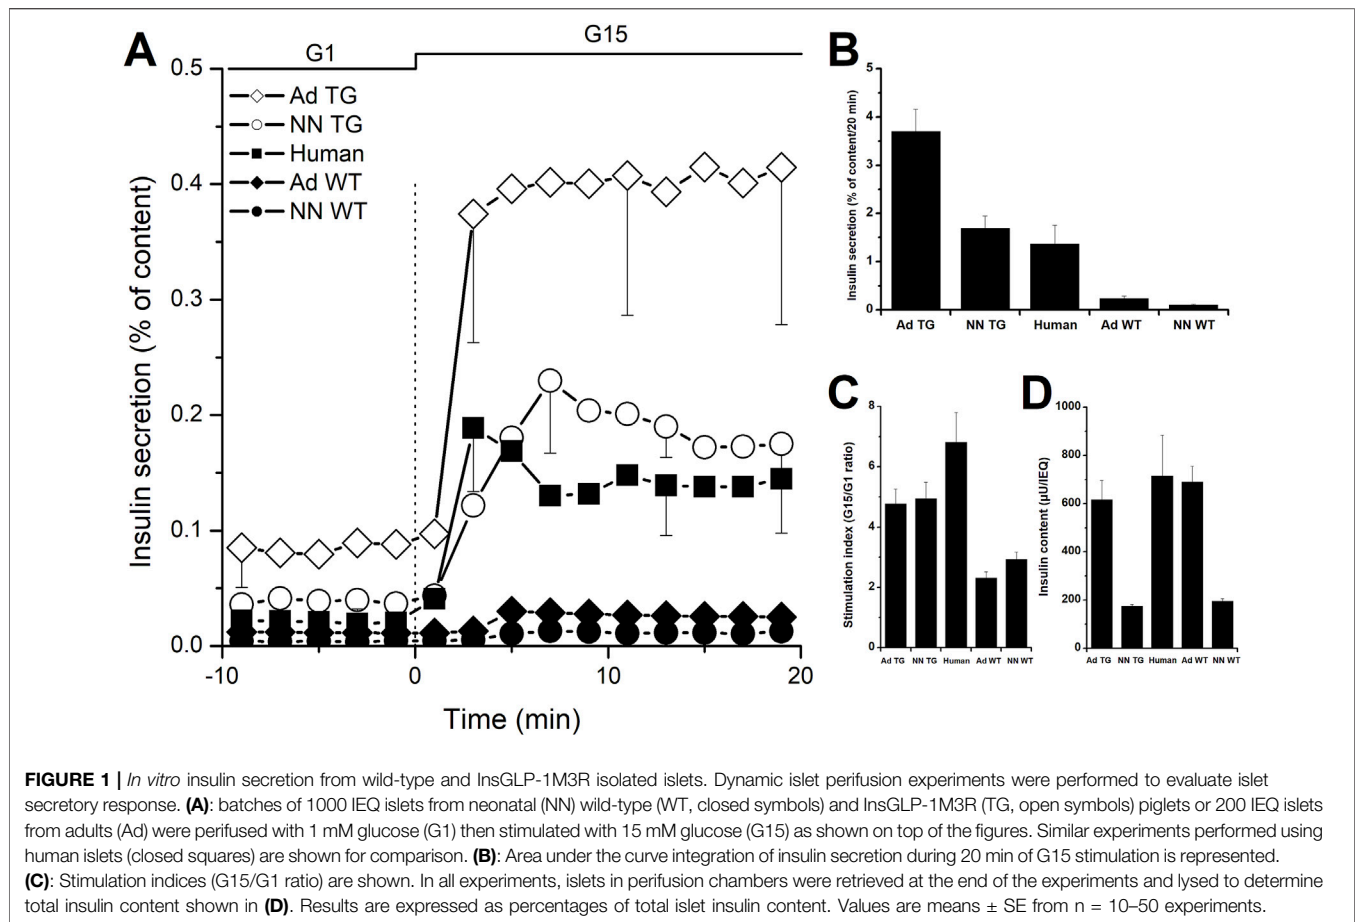 A
G1
G15
0.5
0.4
0.3
0.2
0.1
0.0
Insulin secretion (% of content)
Ad TG
NN TG
Human
Ad WT
NN WT
-10
0
10
20
Time (min)
B
5
4
3
2
1
0
Insulin secretion (% of content/20 min)
Ad TG
NN TG
Human
Ad WT
NN WT
C
8
6
4
2
0
Stimulation index (G15/G1 ratio)
Ad TG
NN TG
Human
Ad WT
NN WT
D
1000
800
600
400
200
0
Insulin content (µU/IEQ)
Ad TG
NN TG
Human
Ad WT
NN WT
FIGURE 1 | In vitro insulin secretion from wild-type and InsGLP-1M3R isolated islets. Dynamic islet perifusion experiments were performed to evaluate islet
secretory response. (A): batches of 1000 IEQ islets from neonatal (NN) wild-type (WT, closed symbols) and InsGLP-1M3R (TG, open symbols) piglets or 200 IEQ islets
from adults (Ad) were perifused with 1 mM glucose (G1) then stimulated with 15 mM glucose (G15) as shown on top of the figures. Similar experiments performed using
human islets (closed squares) are shown for comparison. (B): Area under the curve integration of insulin secretion during 20 min of G15 stimulation is represented.
(C): Stimulation indices (G15/G1 ratio) are shown. In all experiments, islets in perifusion chambers were retrieved at the end of the experiments and lysed to determine
total insulin content shown in (D). Results are expressed as percentages of total islet insulin content. Values are means ± SE from n = 10–50 experiments.